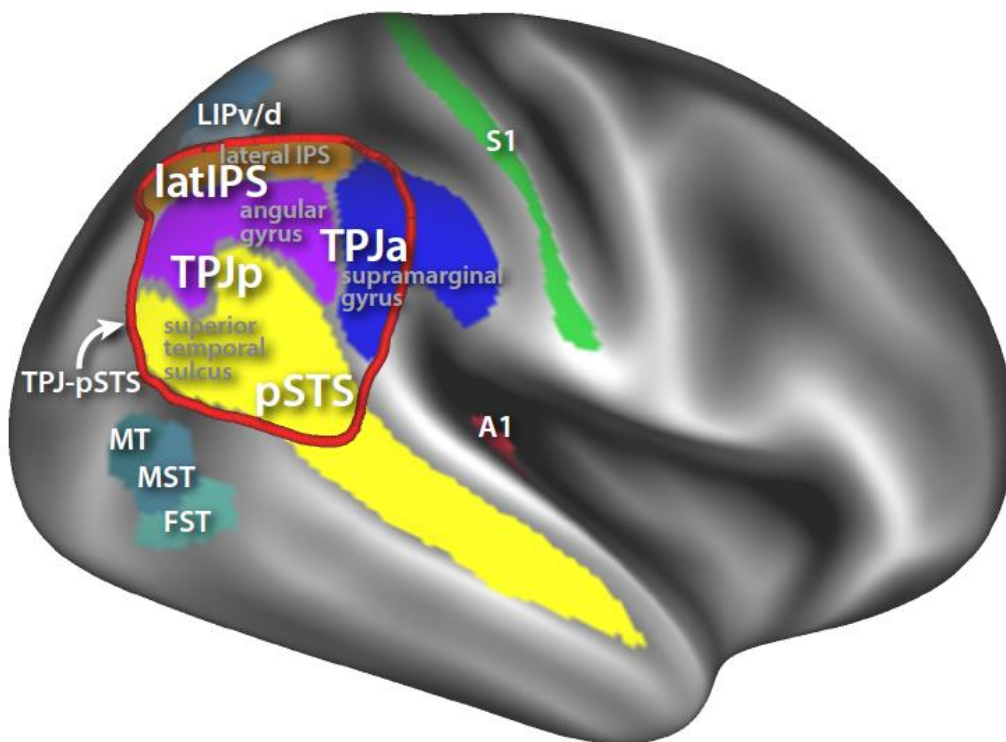 LIPv/d
S1
lateral IPS
latIPS
angular
gyrus
TPJa
TPJp
supramarginal
gyrus
superior
temporal
sulcus
TPJ-pSTS
pSTS
A1
MT
MST
FST